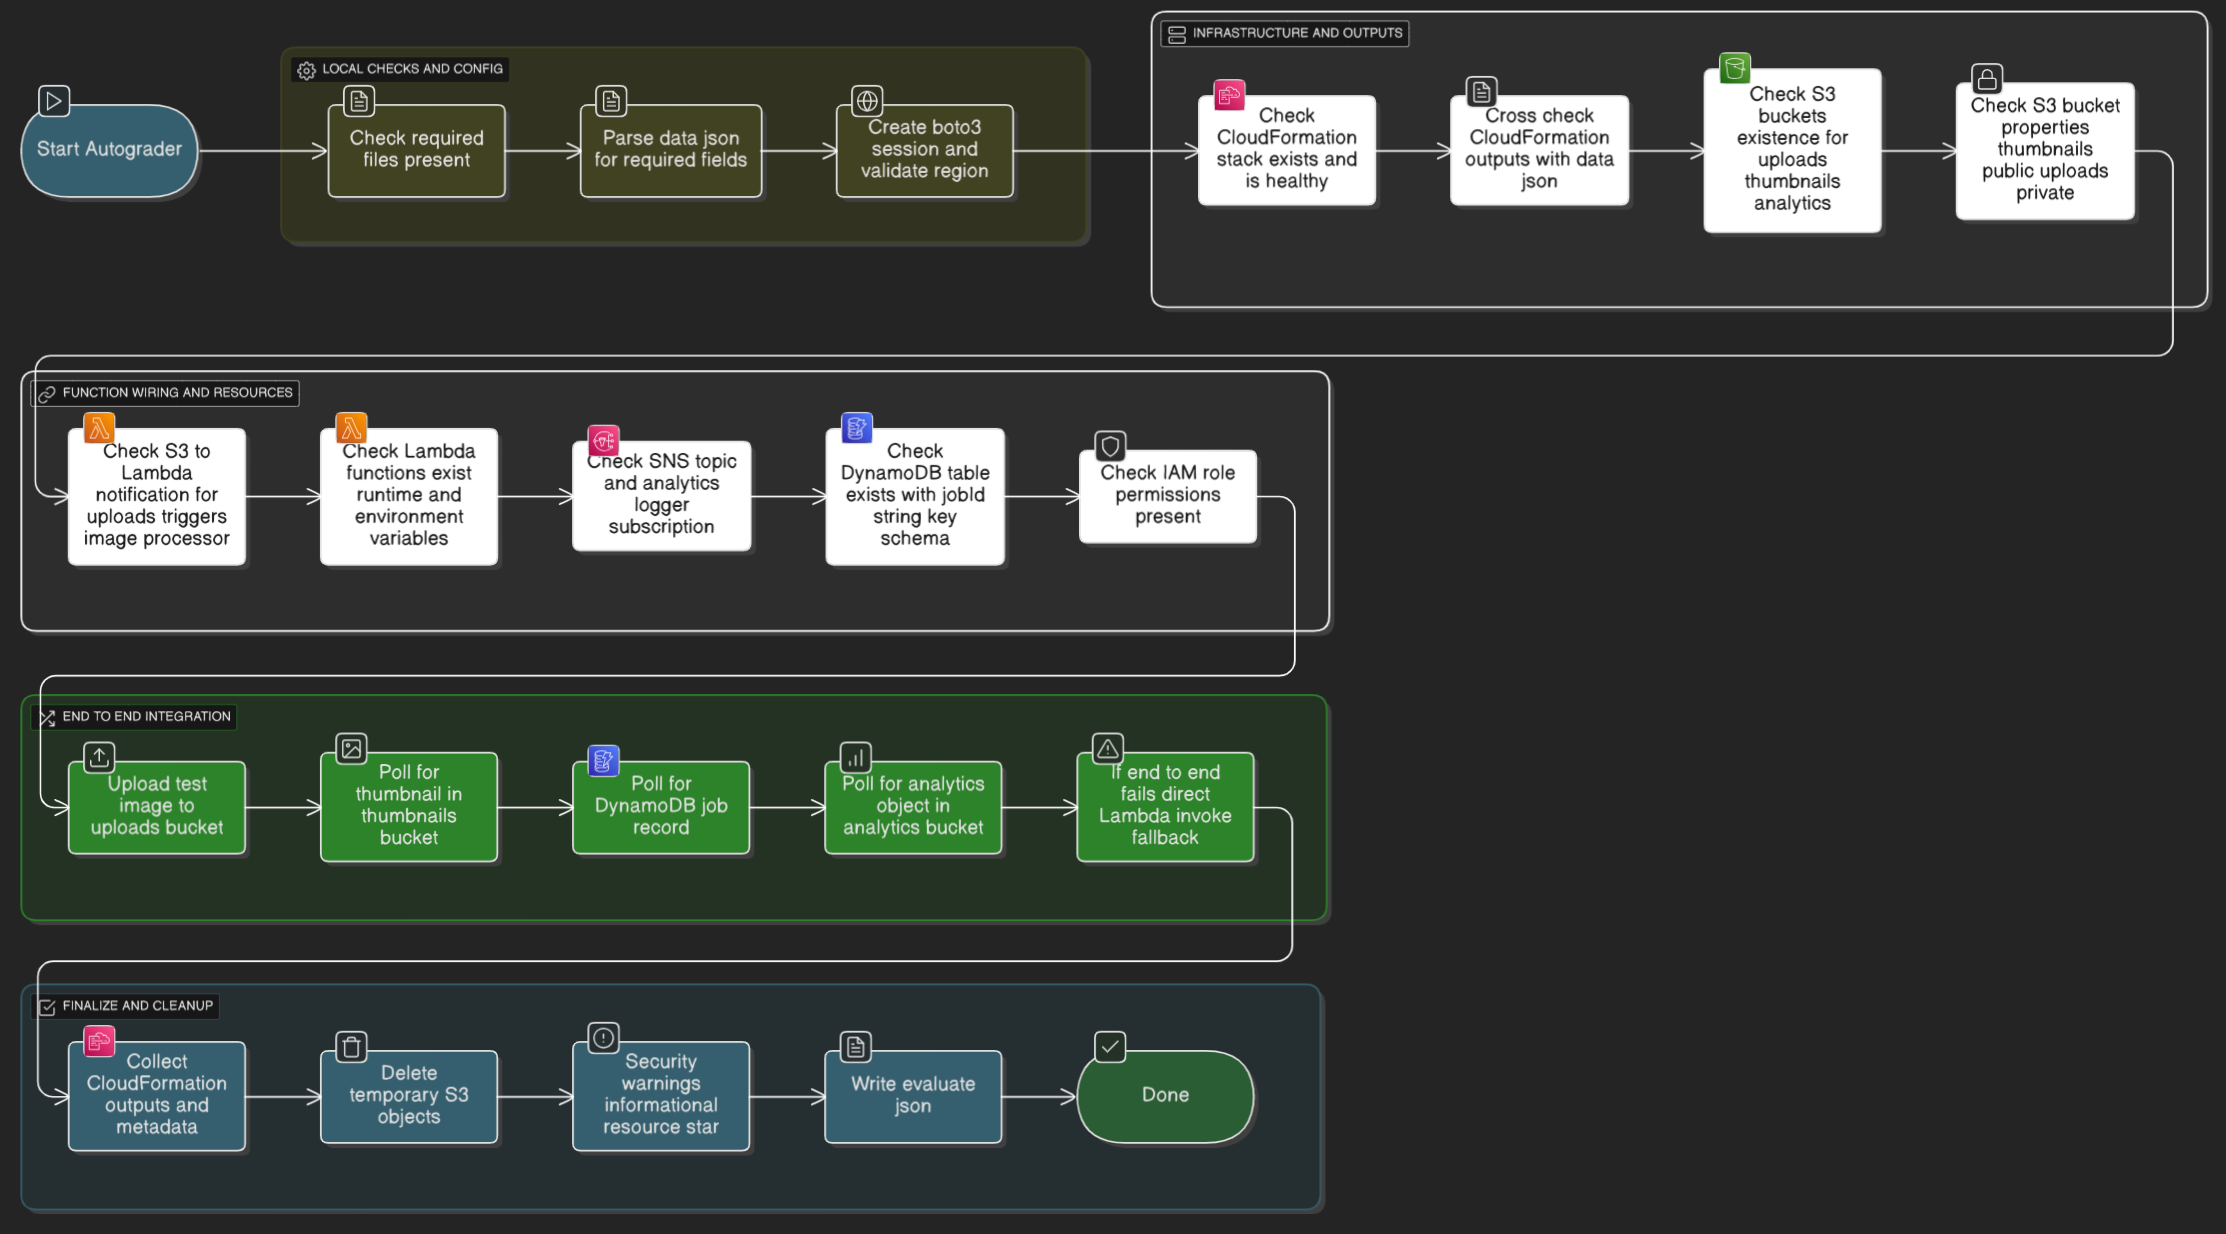 INFRASTRUCTURE AND OUTPUTS
LOCAL CHECKS AND CONFIG
Start Autograder
Check required
files present
Parse data json
for required fields
Create boto3
session and
validate region
Check
CloudFormation
stack exists and
is healthy
Cross check
CloudFormation
outputs with data
json
Check S3
buckets
existence for
uploads
thumbnails
analytics
Check S3 bucket
properties
thumbnails
public uploads
private
FUNCTION WIRING AND RESOURCES
Check S3 to
Lambda
notification for
uploads triggers
image processor
Check Lambda
functions exist
runtime and
environment
variables
Check SNS topic
and analytics
logger
subscription
Check
DynamoDB table
exists with jobId
string key
schema
Check IAM role
permissions
present
END TO END INTEGRATION
Upload test
image to
uploads bucket
Poll for
thumbnail in
thumbnails
bucket
Poll for
DynamoDB job
record
Poll for analytics
object in
analytics bucket
If end to end
fails direct
Lambda invoke
fallback
FINALIZE AND CLEANUP
Collect
CloudFormation
outputs and
metadata
Delete
temporary S3
objects
Security
warnings
informational
resource star
Write evaluate
json
Done